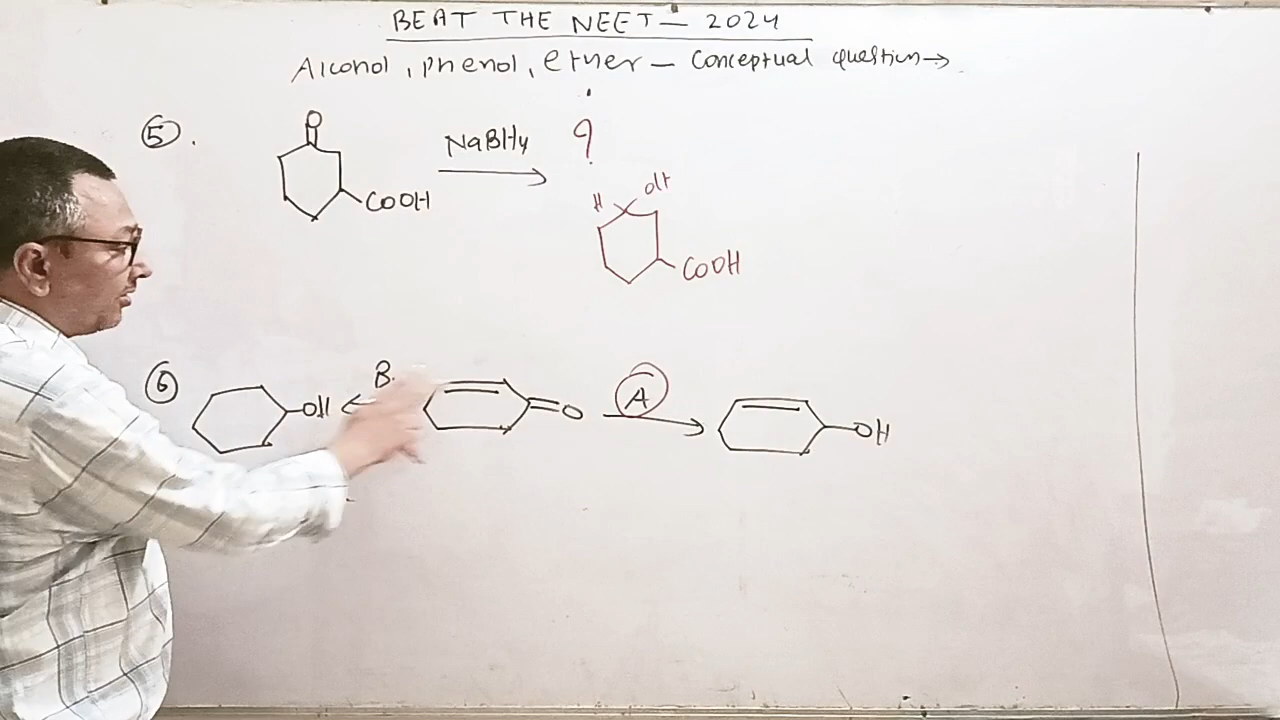 BEAT THE NEET — 2024
Alcohol, phenol, ether — Conceptual question →
5. O COOH NaBH4 ?
H OH COOH
6 OH B. O A OH